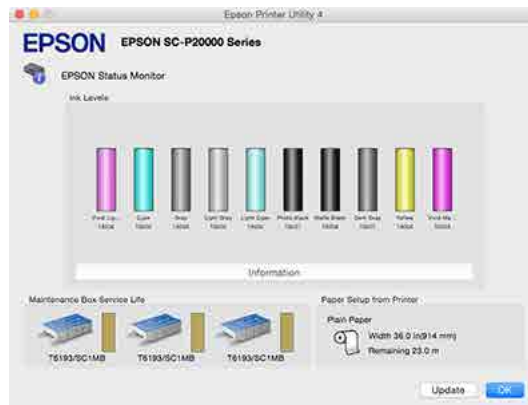 Epson Printer Utility 4
EPSON EPSON SC-P20000 Series
EPSON Status Monitor
Ink Levels
Cyan Gray Light Gray Light Cyan Photo Black Matte Black Dark Gray Yellow
Information
Maintenance Box Service Life
T6193/SC1MB T6193/SC1MB T6193/SC1MB
Paper Setup from Printer
Plain Paper
Width 36.0 in(914 mm)
Remaining 23.0 m
Update OK